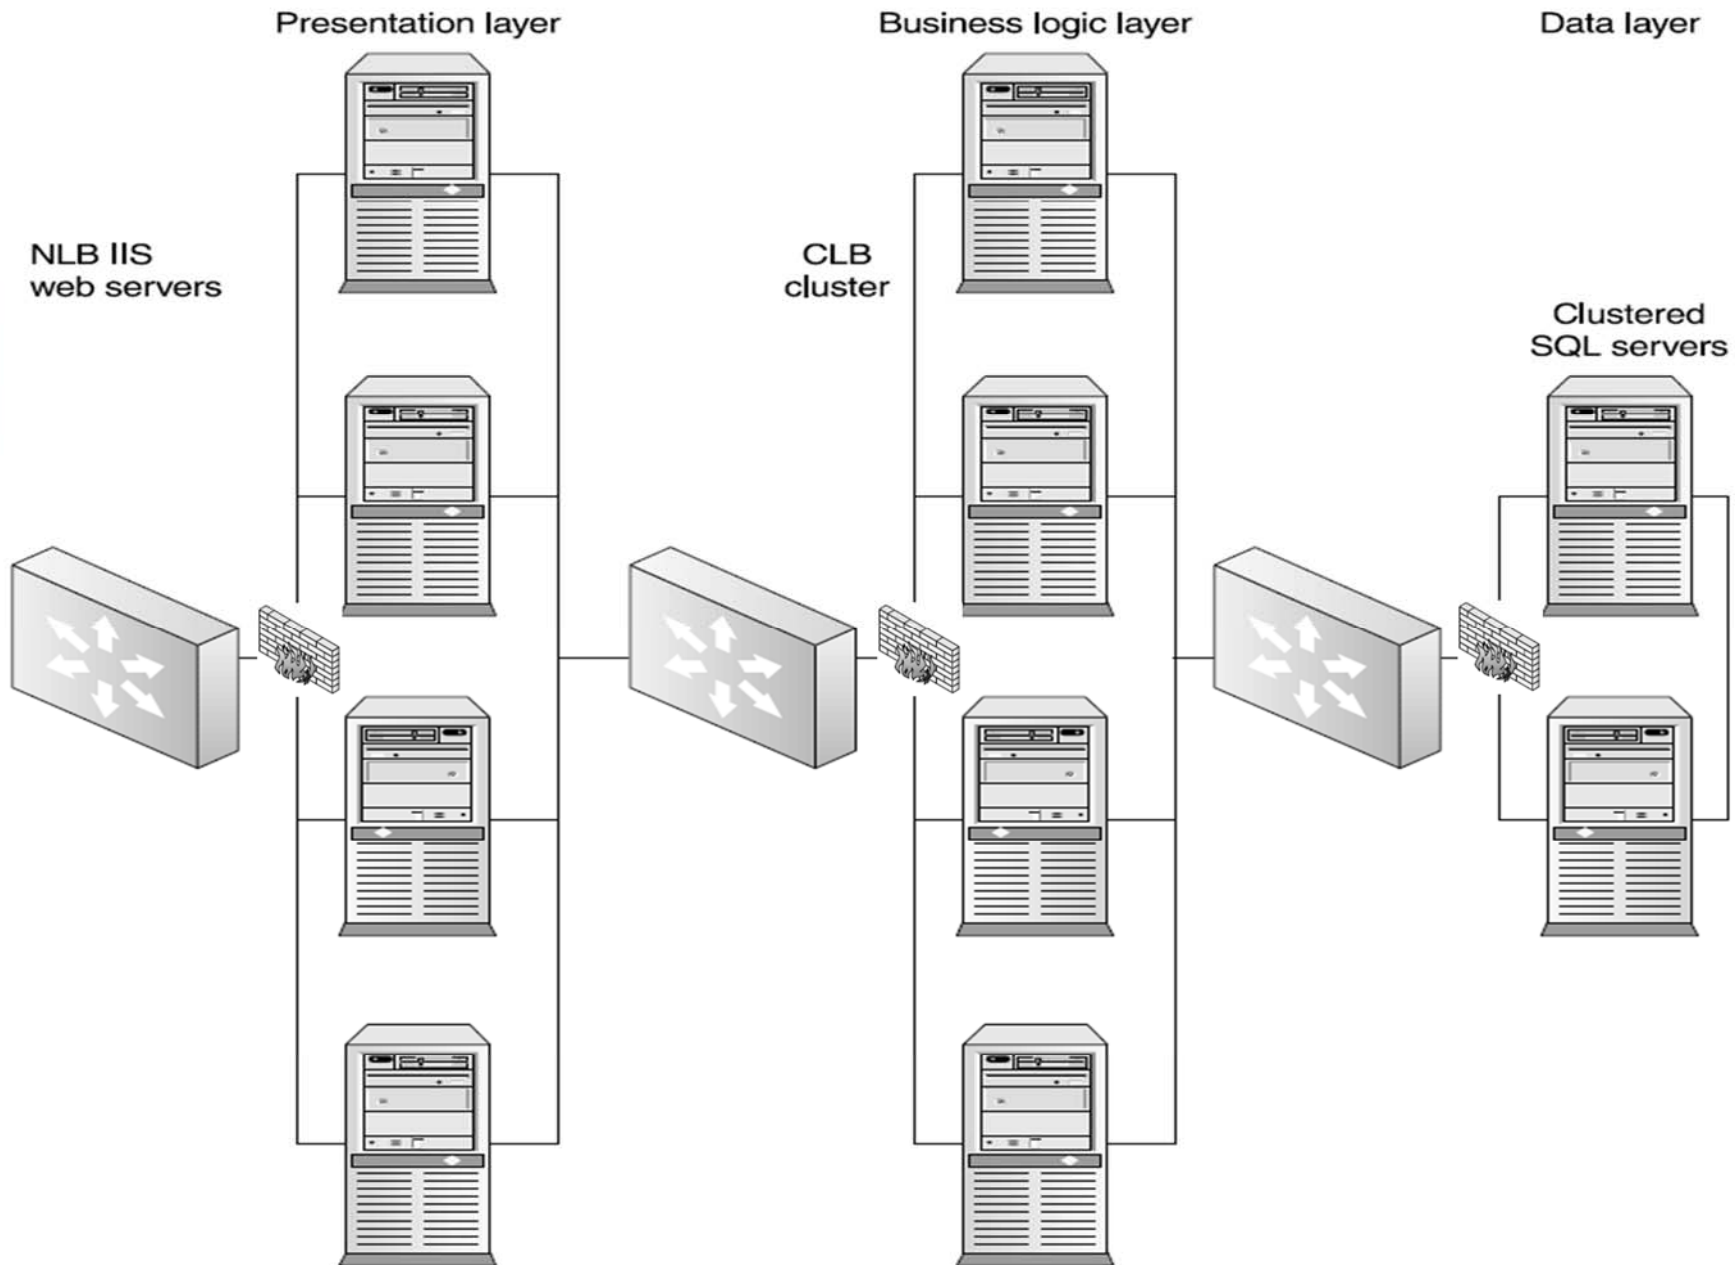 Presentation layer
Business logic layer
Data layer
NLB IIS
web servers
CLB
cluster
Clustered
SQL servers